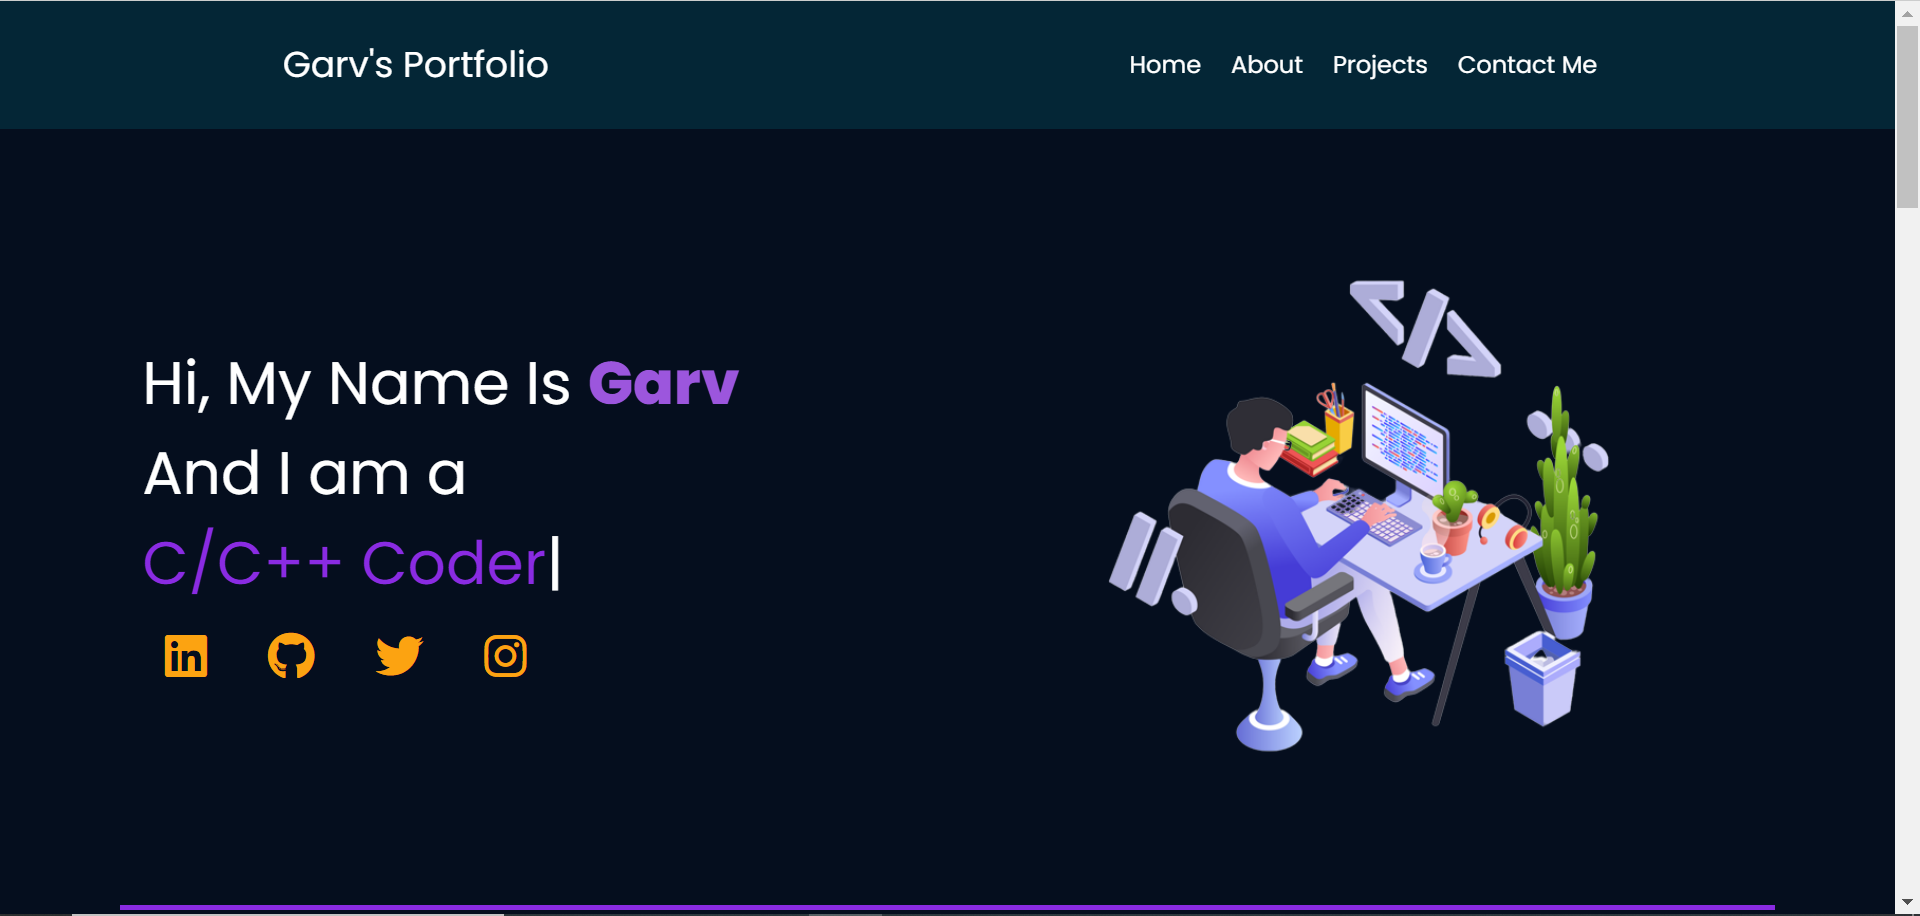 Garv's Portfolio
Home About Projects Contact Me
Hi, My Name Is Garv
And I am a
C/C++ Coder|